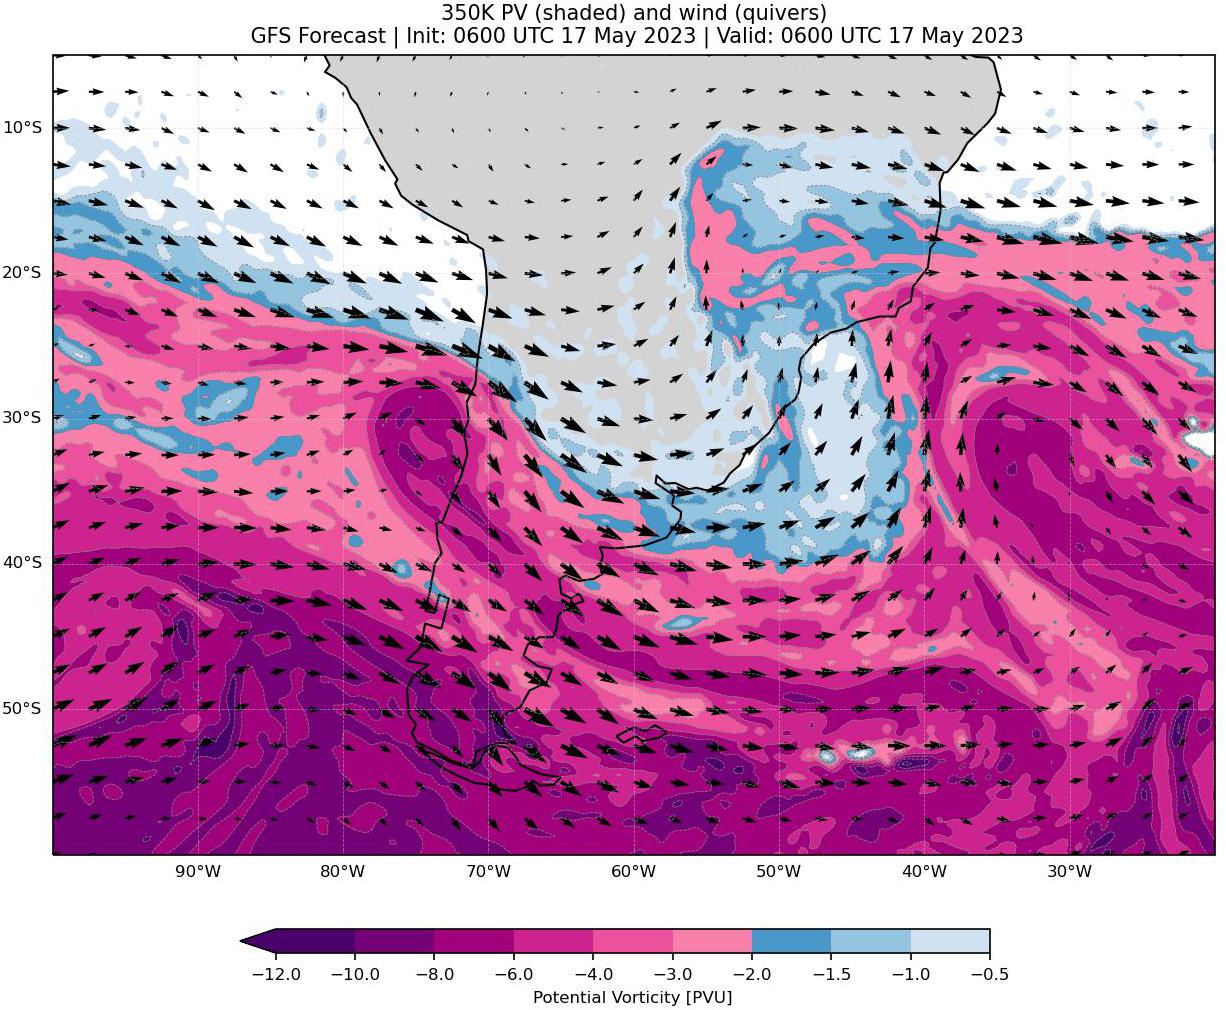 350K PV (shaded) and wind (quivers)
GFS Forecast | Init: 0600 UTC 17 May 2023 | Valid: 0600 UTC 17 May 2023
10°S
20°S
30°S
40°S
50°S
90°W 80°W 70°W 60°W 50°W 40°W 30°W
−12.0 −10.0 −8.0 −6.0 −4.0 −3.0 −2.0 −1.5 −1.0 −0.5
Potential Vorticity [PVU]